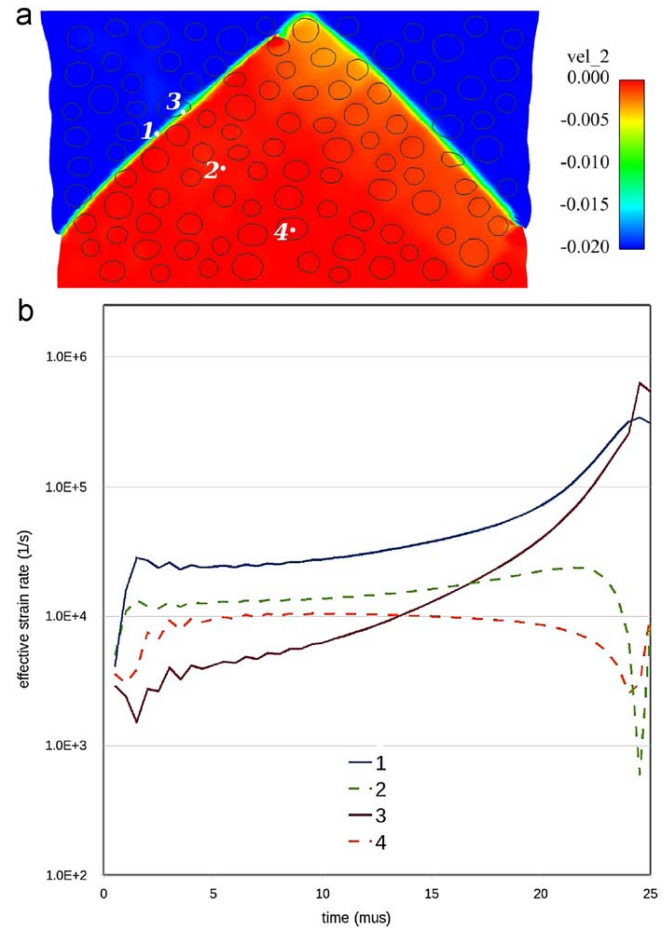 a
vel_2
0.000
-0.005
-0.010
-0.015
-0.020
3
1
2
4
b
1.0E+6
1.0E+5
1.0E+4
1.0E+3
1.0E+2
effective strain rate (1/s)
1
2
3
4
0 5 10 15 20 25
time (mus)